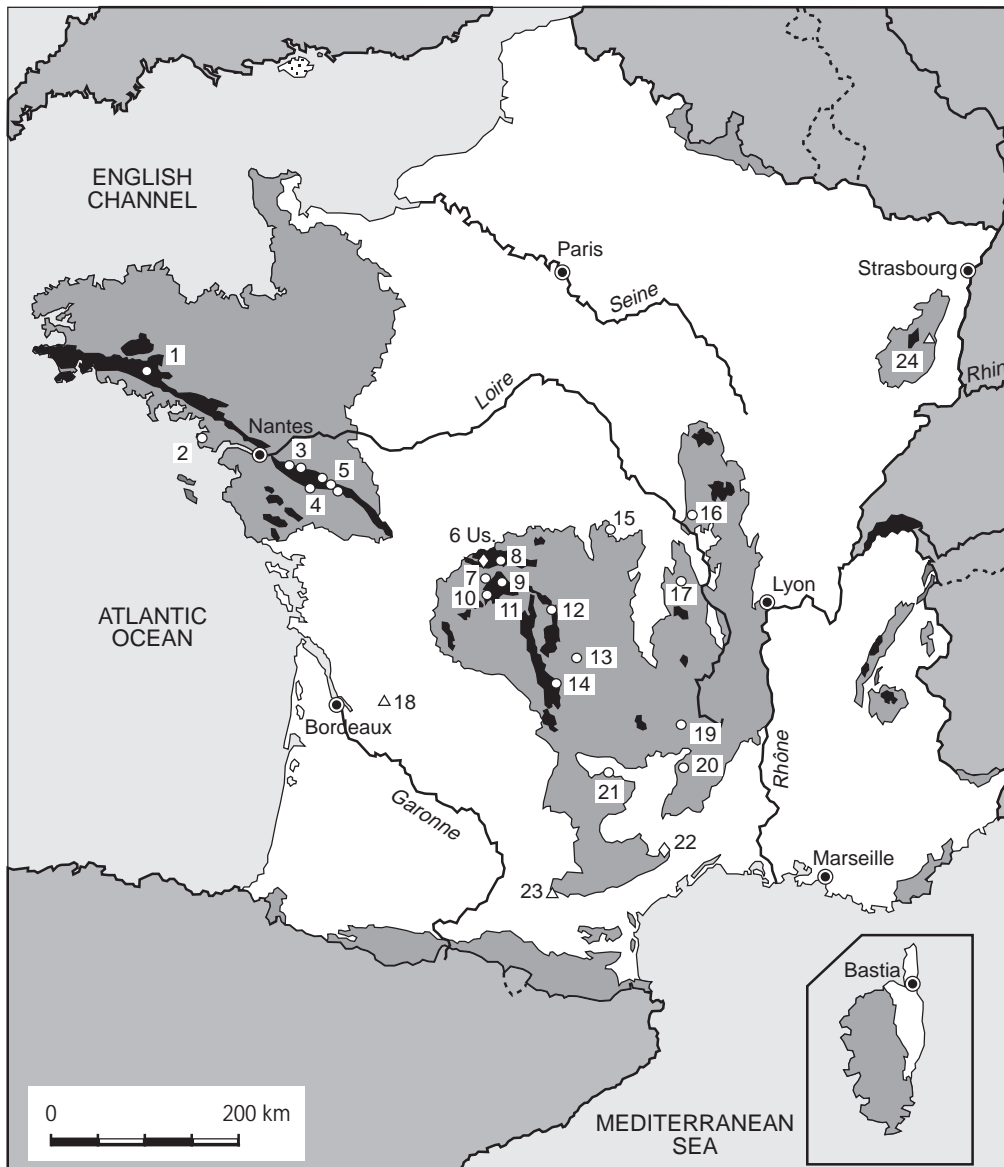 ENGLISH
CHANNEL
Paris
Strasbourg
Seine
1
24
Rhin
Loire
Nantes
2
3
5
4
16
15
6 Us.
8
7
9
17
Lyon
10
11
12
ATLANTIC
OCEAN
13
14
18
Bordeaux
19
20
Rhône
21
Garonne
22
Marseille
23
Bastia
0
200 km
MEDITERRANEAN
SEA